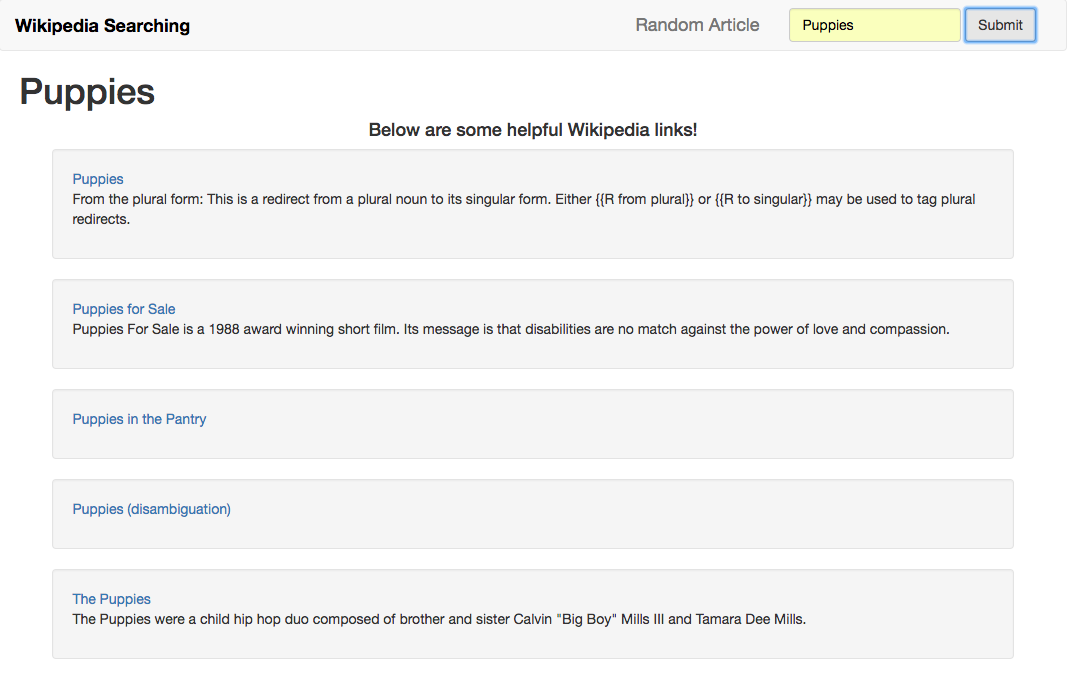 Wikipedia Searching
Random Article
Puppies
Submit
Puppies
Below are some helpful Wikipedia links!
Puppies
From the plural form: This is a redirect from a plural noun to its singular form. Either {{R from plural}} or {{R to singular}} may be used to tag plural
redirects.
Puppies for Sale
Puppies For Sale is a 1988 award winning short film. Its message is that disabilities are no match against the power of love and compassion.
Puppies in the Pantry
Puppies (disambiguation)
The Puppies
The Puppies were a child hip hop duo composed of brother and sister Calvin "Big Boy" Mills III and Tamara Dee Mills.